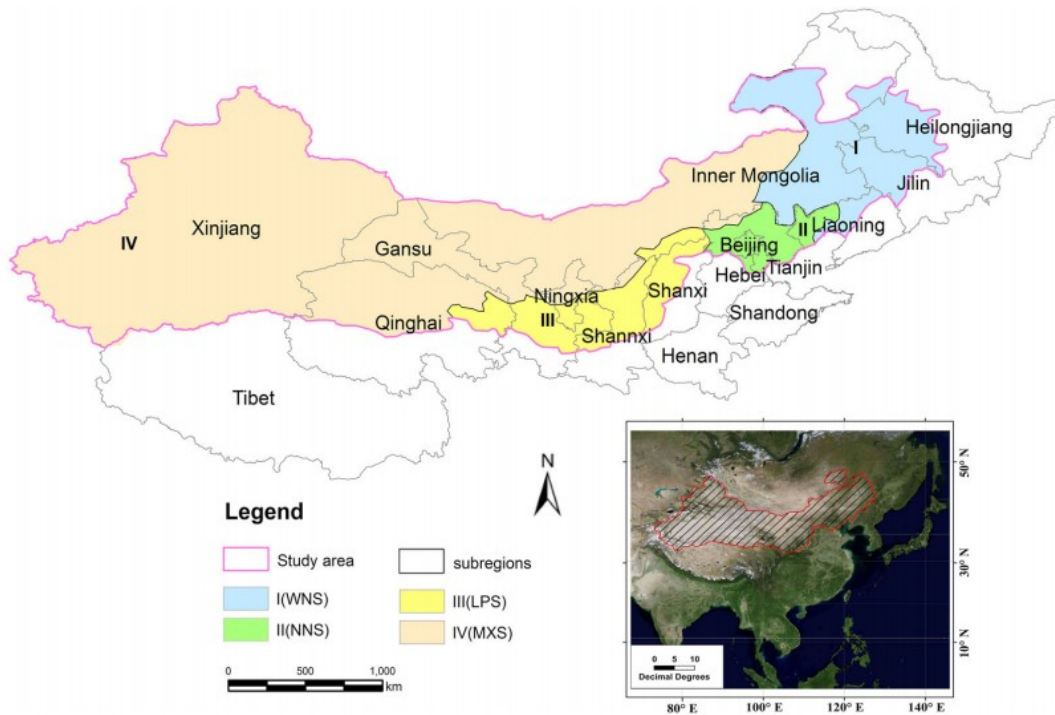 Heilongjiang
I
Inner Mongolia
Jilin
Xinjiang
IV
II
Liaoning
Beijing
Gansu
Hebei
Tianjin
Ningxia
Shanxi
Shandong
Qinghai
III
Shannxi
Henan
Tibet
N
Legend
Study area
subregions
I(WNS)
III(LPS)
II(NNS)
IV(MXS)
0 500 1,000
km
50° N
30° N
10° N
0 5 10
Decimal Degrees
80° E 100° E 120° E 140° E